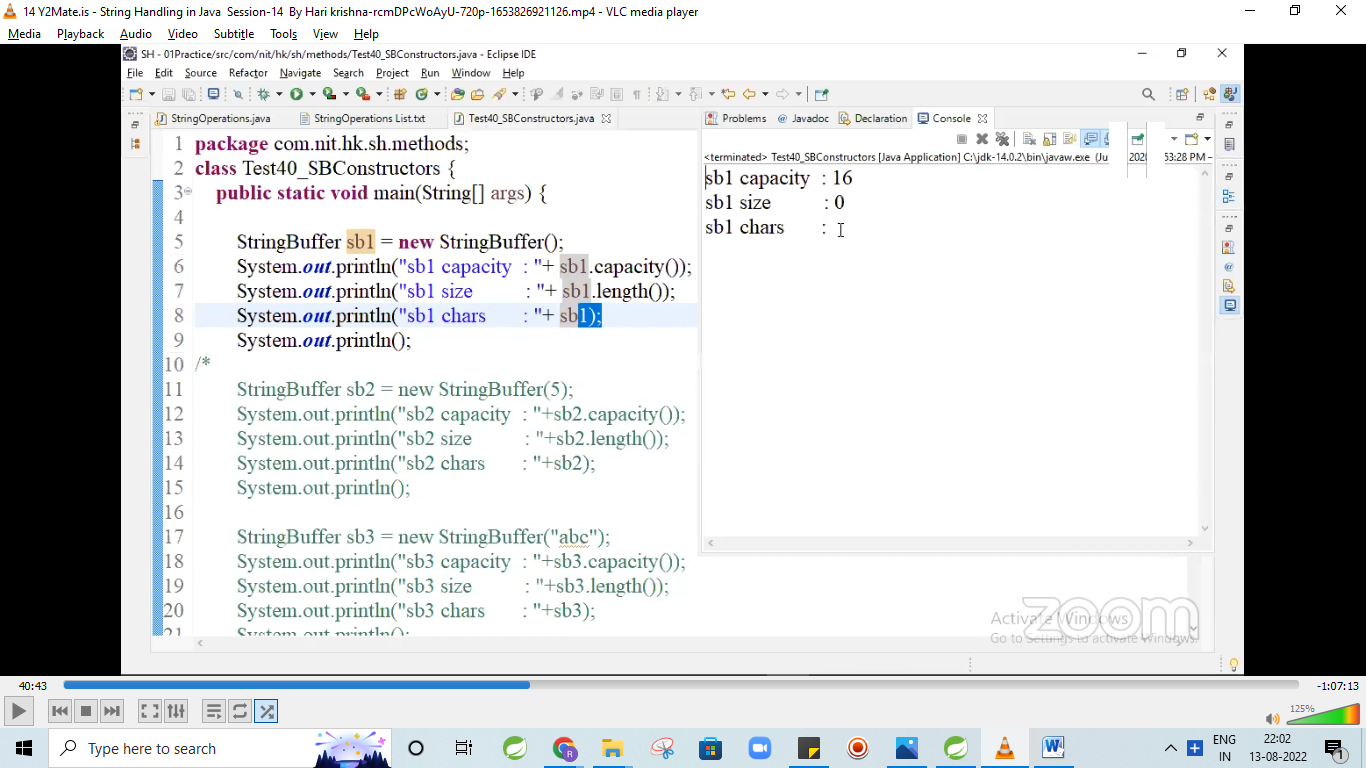 14 Y2Mate.is - String Handling in Java  Session-14  By Hari krishna-rcmDPcWoAyU-720p-1653826921126.mp4 - VLC media player
Media Playback Audio Video Subtitle Tools View Help
SH - 01Practice/src/com/nit/hk/sh/methods/Test40_SBConstructors.java - Eclipse IDE
File Edit Source Refactor Navigate Search Project Run Window Help
StringOperations.java StringOperations List.txt Test40_SBConstructors.java
Problems @ Javadoc Declaration Console
<terminated> Test40_SBConstructors [Java Application] C:\jdk-14.0.2\bin\javaw.exe (Ju 2020 53:28 PM –
1 package com.nit.hk.sh.methods;
2 class Test40_SBConstructors {
3 public static void main(String[] args) {
4
5 StringBuffer sb1 = new StringBuffer();
6 System.out.println("sb1 capacity  : "+ sb1.capacity());
7 System.out.println("sb1 size          : "+ sb1.length());
8 System.out.println("sb1 chars       : "+ sb1);
9 System.out.println();
10 /*
11 StringBuffer sb2 = new StringBuffer(5);
12 System.out.println("sb2 capacity  : "+sb2.capacity());
13 System.out.println("sb2 size          : "+sb2.length());
14 System.out.println("sb2 chars       : "+sb2);
15 System.out.println();
16
17 StringBuffer sb3 = new StringBuffer("abc");
18 System.out.println("sb3 capacity  : "+sb3.capacity());
19 System.out.println("sb3 size          : "+sb3.length());
20 System.out.println("sb3 chars       : "+sb3);
21 System.out.println();
sb1 capacity  : 16
sb1 size          : 0
sb1 chars       :
zoom
Activate Windows
Go to Settings to activate Windows.
40:43
-1:07:13
125%
Type here to search
ENG
IN
22:02
13-08-2022
1